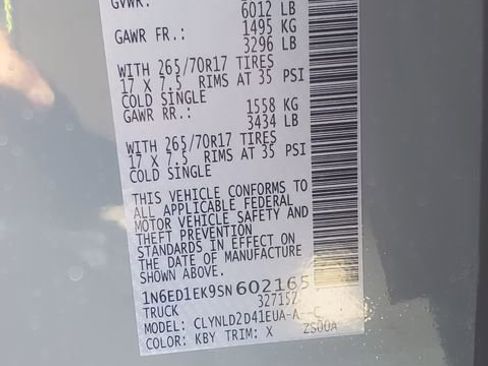 GVWR:
6012 LB
GAWR FR.: 1495 KG
3296 LB
WITH 265/70R17 TIRES
17 X 7.5 RIMS AT 35 PSI
COLD SINGLE
GAWR RR.: 1558 KG
3434 LB
WITH 265/70R17 TIRES
17 X 7.5 RIMS AT 35 PSI
COLD SINGLE
THIS VEHICLE CONFORMS TO
ALL APPLICABLE FEDERAL
MOTOR VEHICLE SAFETY AND
THEFT PREVENTION
STANDARDS IN EFFECT ON
THE DATE OF MANUFACTURE
SHOWN ABOVE.
1N6ED1EK9SN602165
TRUCK 327152
MODEL: CLYNLD2D41EUA-A--C
COLOR: KBY TRIM: X ZS00A